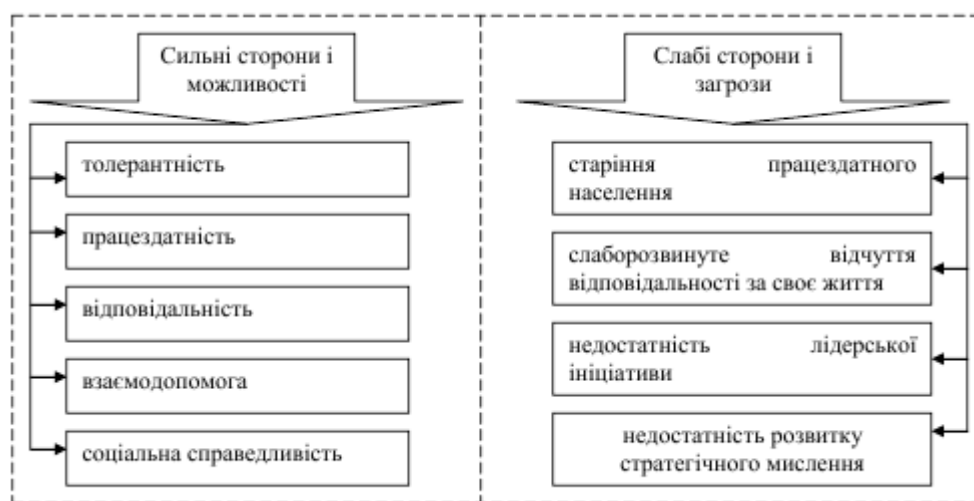 Сильні сторони і
можливості
толерантність
працездатність
відповідальність
взаємодопомога
соціальна справедливість
Слабі сторони і
загрози
старіння працездатного
населення
слаборозвинуте відчуття
відповідальності за своє життя
недостатність лідерської
ініціативи
недостатність розвитку
стратегічного мислення